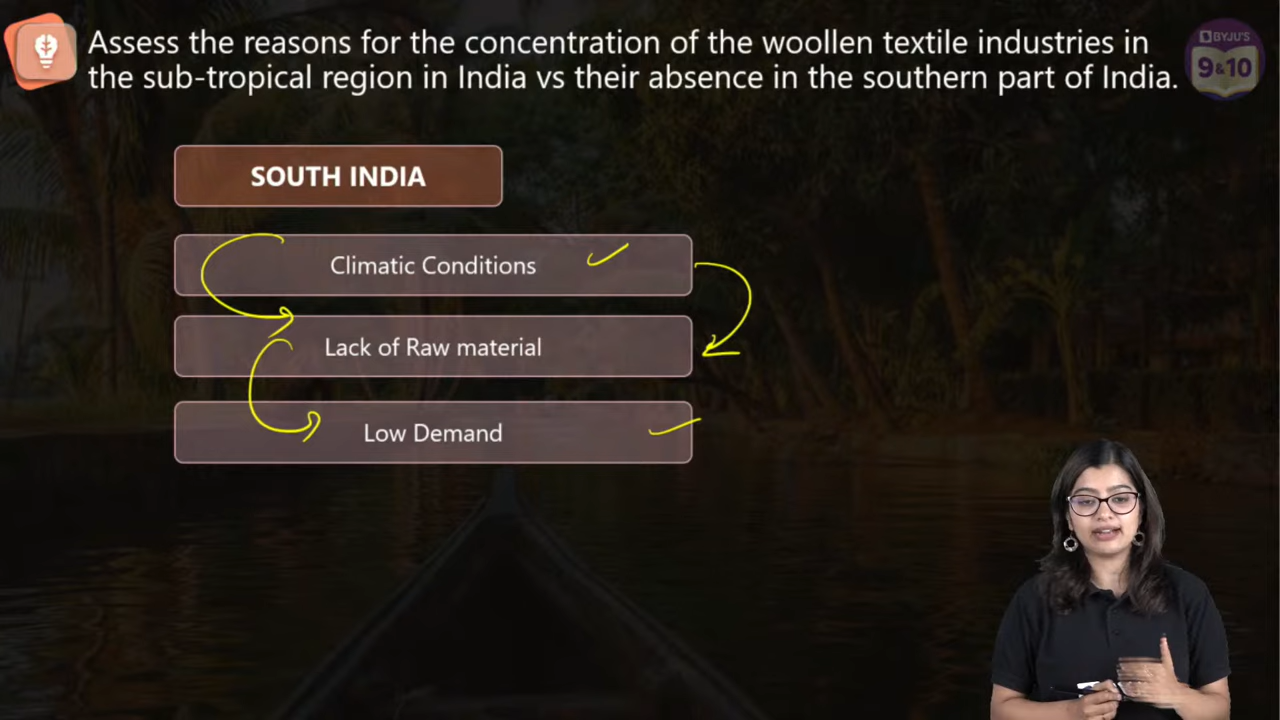 Assess the reasons for the concentration of the woollen textile industries in
the sub-tropical region in India vs their absence in the southern part of India.
BYJU'S
9&10
SOUTH INDIA
Climatic Conditions
Lack of Raw material
Low Demand